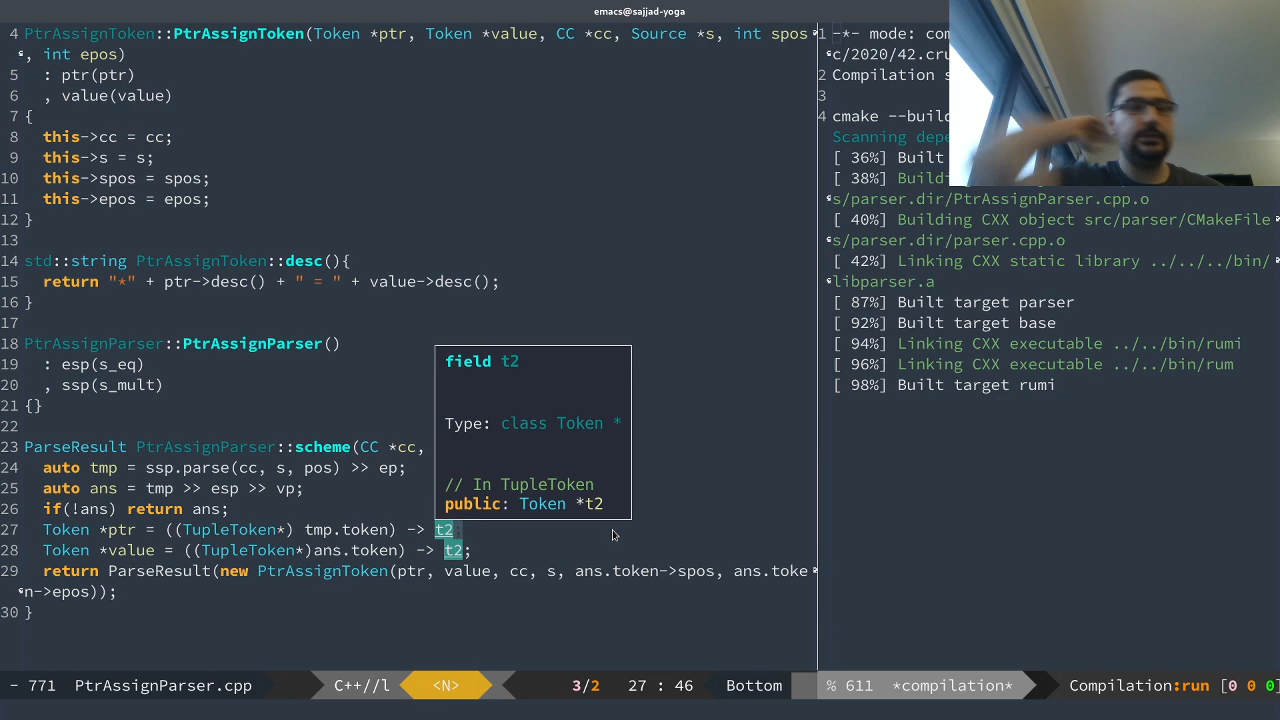 emacs@sajjad-yoga
4 PtrAssignToken::PtrAssignToken(Token *ptr, Token *value, CC *cc, Source *s, int spos
, int epos)
5 : ptr(ptr)
6 , value(value)
7 {
8 this->cc = cc;
9 this->s = s;
10 this->spos = spos;
11 this->epos = epos;
12 }
13
14 std::string PtrAssignToken::desc(){
15 return "*" + ptr->desc() + " = " + value->desc();
16 }
17
18 PtrAssignParser::PtrAssignParser()
19 : esp(s_eq)
20 , ssp(s_mult)
21 {}
22
23 ParseResult PtrAssignParser::scheme(CC *cc,
24 auto tmp = ssp.parse(cc, s, pos) >> ep;
25 auto ans = tmp >> esp >> vp;
26 if(!ans) return ans;
27 Token *ptr = ((TupleToken*) tmp.token) -> t2;
28 Token *value = ((TupleToken*)ans.token) -> t2;
29 return ParseResult(new PtrAssignToken(ptr, value, cc, s, ans.token->spos, ans.toke
n->epos));
30 }
field t2
Type: class Token *
// In TupleToken
public: Token *t2
1 -*- mode: com
c/2020/42.cru
2 Compilation s
3
4 cmake --build
Scanning depe
[ 36%] Built
[ 38%] Buildi
s/parser.dir/PtrAssignParser.cpp.o
[ 40%] Building CXX object src/parser/CMakeFile
s/parser.dir/parser.cpp.o
[ 42%] Linking CXX static library ../../../bin/
libparser.a
[ 87%] Built target parser
[ 92%] Built target base
[ 94%] Linking CXX executable ../../bin/rumi
[ 96%] Linking CXX executable ../../bin/rum
[ 98%] Built target rumi
- 771 PtrAssignParser.cpp C++//l <N> 3/2 27 : 46 Bottom
% 611 *compilation* Compilation:run [0 0 0]